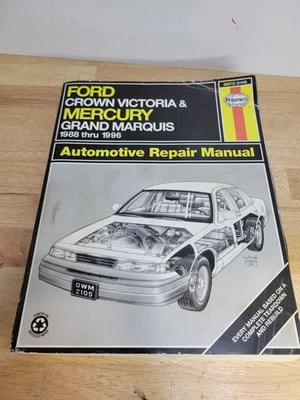 FORD
CROWN VICTORIA &
MERCURY
GRAND MARQUIS
1988 thru 1996
Haynes
Automotive Repair Manual
OWM
2105
EVERY MANUAL BASED ON A
COMPLETE TEARDOWN
AND REBUILD